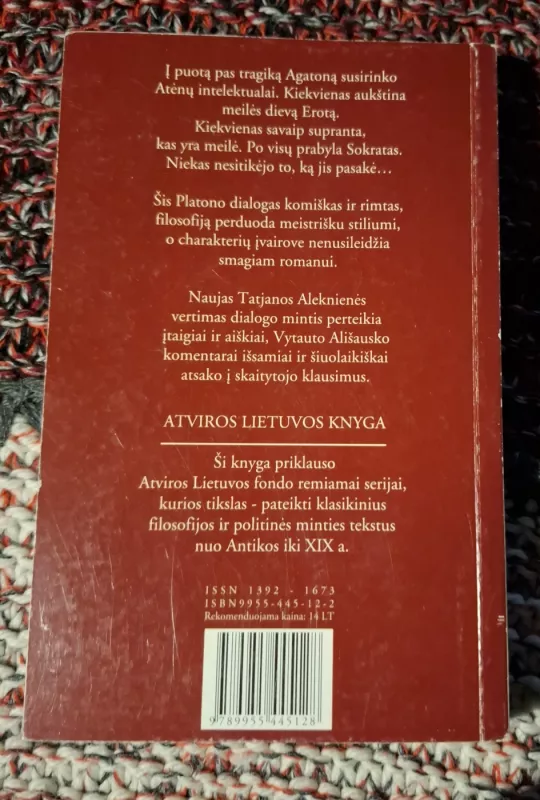 Į puotą pas tragiką Agatoną susirinko
Atėnų intelektualai. Kiekvienas aukština
meilės dievą Erotą.
Kiekvienas savaip supranta,
kas yra meilė. Po visų prabyla Sokratas.
Niekas nesitikėjo to, ką jis pasakė...
Šis Platono dialogas komiškas ir rimtas,
filosofiją perduoda meistrišku stiliumi,
o charakterių įvairove nenusileidžia
smagiam romanui.
Naujas Tatjanos Aleknienės
vertimas dialogo mintis perteikia
įtaigiai ir aiškiai, Vytauto Ališausko
komentarai išsamiai ir šiuolaikiškai
atsako į skaitytojo klausimus.
ATVIROS LIETUVOS KNYGA
Ši knyga priklauso
Atviros Lietuvos fondo remiamai serijai,
kurios tikslas - pateikti klasikinius
filosofijos ir politinės minties tekstus
nuo Antikos iki XIX a.
ISSN 1392 - 1673
ISBN9955-445-12-2
Rekomenduojama kaina: 14 LT
9789955445128